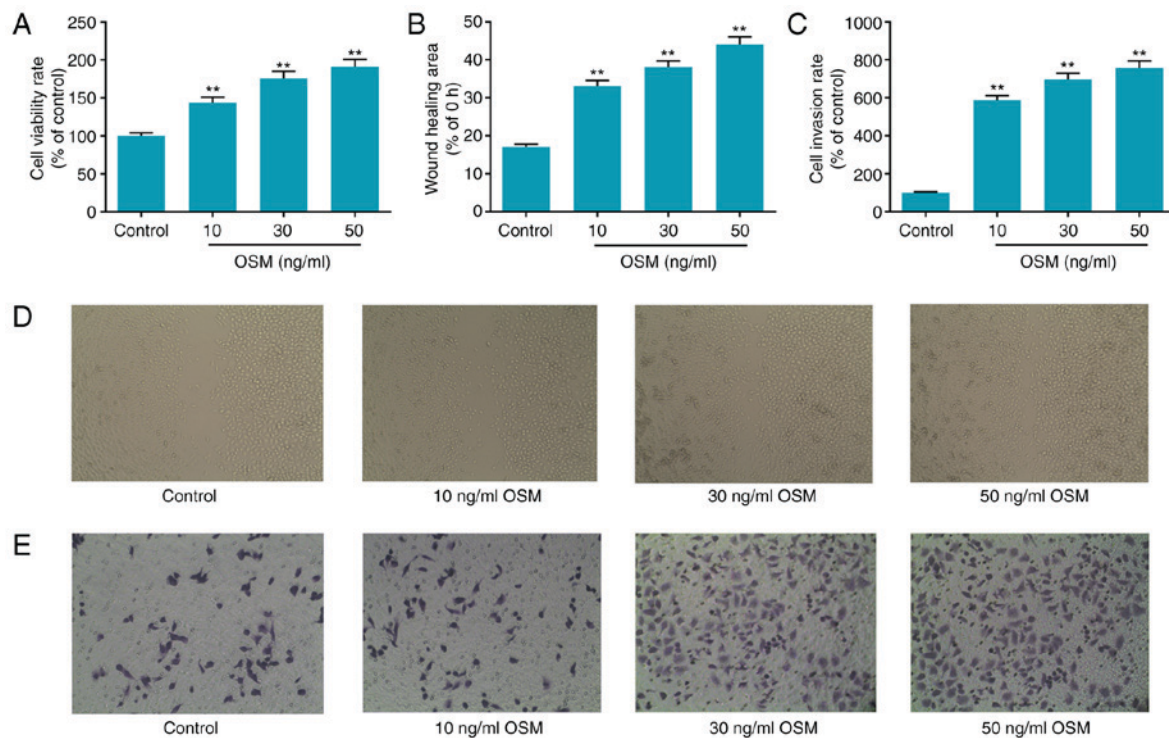 A
Cell viability rate
(% of control)
250
200
150
100
50
0
**
**
**
Control
10
30
50
OSM (ng/ml)
B
Wound healing area
(% of 0 h)
50
40
30
20
10
0
**
**
**
Control
10
30
50
OSM (ng/ml)
C
Cell invasion rate
(% of control)
1000
800
600
400
200
0
**
**
**
Control
10
30
50
OSM (ng/ml)
D
Control
10 ng/ml OSM
30 ng/ml OSM
50 ng/ml OSM
E
Control
10 ng/ml OSM
30 ng/ml OSM
50 ng/ml OSM